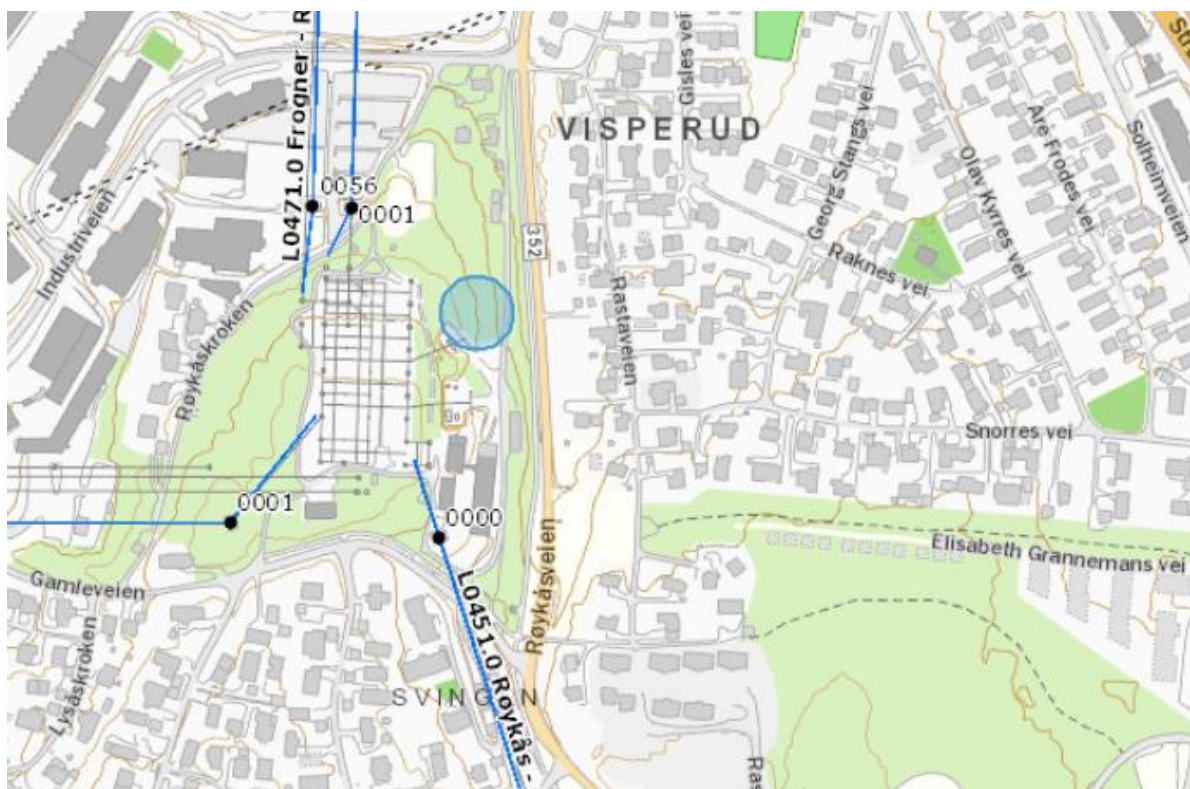 Str
Gisles vei
L0471.0 Frogner - R
VISPERUD
Georg Stangs vei
Are Frodes vei
Solheimveien
Olav Kyrres vei
0056
0001
Industriveien
352
Raknes vei
Rastaveien
Røykåskroken
Snorres vei
0001
0000
Elisabeth Grannemans vei
Gamleveien
Røykåsveien
L0451.0 Røykås -
Lysåskroken
SVINGEN
Ras